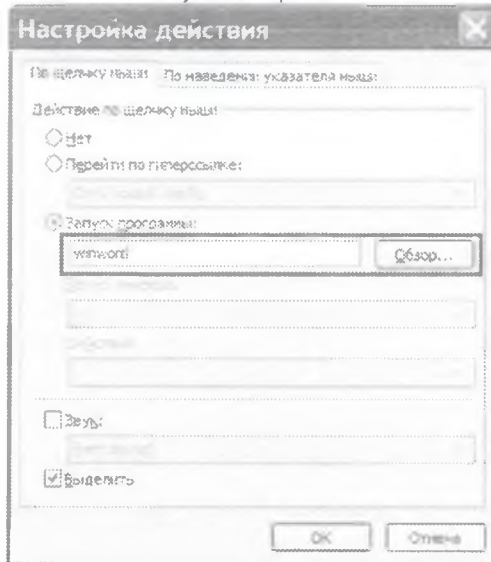 Настройка действия
По щелчку мыши По наведении указателя мыши
Действие по щелчку мыши
Нет
Перейти по гиперссылке:
Запуск программы:
winword Обзор...
Звук:
Выделить
OK Отмена